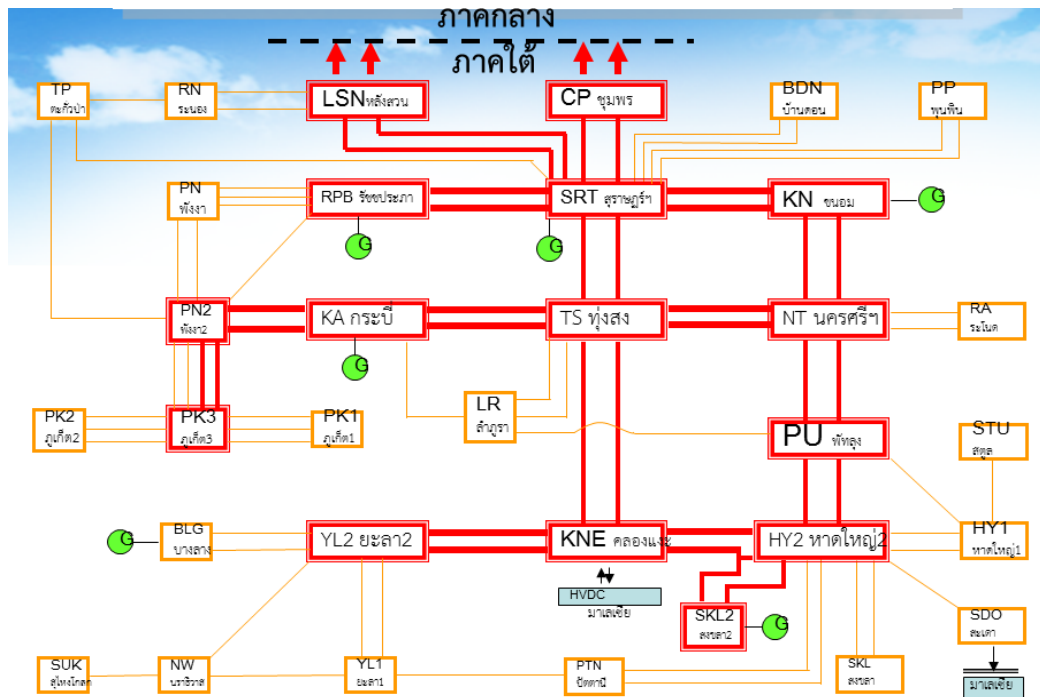 ภาคกลาง
ภาคใต้
TP
ตะกั่วป่า
RN
ระนอง
LSNหลังสวน
CP ชุมพร
BDN
บ้านดอน
PP
พุนพิน
PN
พังงา
RPB รัชชประภา
SRT สุราษฎร์ฯ
KN ขนอม
G
G
G
PN2
พังงา2
KA กระบี่
TS ทุ่งสง
NT นครศรีฯ
RA
ระโนด
G
PK2
ภูเก็ต2
PK3
ภูเก็ต3
PK1
ภูเก็ต1
LR
ลำภูรา
PU พัทลุง
STU
สตูล
G
BLG
บางลาง
YL2 ยะลา2
KNE คลองแงะ
HY2 หาดใหญ่2
HY1
หาดใหญ่1
HVDC
มาเลเซีย
SKL2
สงขลา2
G
SDO
สะเดา
SUK
สุไหงโกลก
NW
นราธิวาส
YL1
ยะลา1
PTN
ปัตตานี
SKL
สงขลา
มาเลเซีย